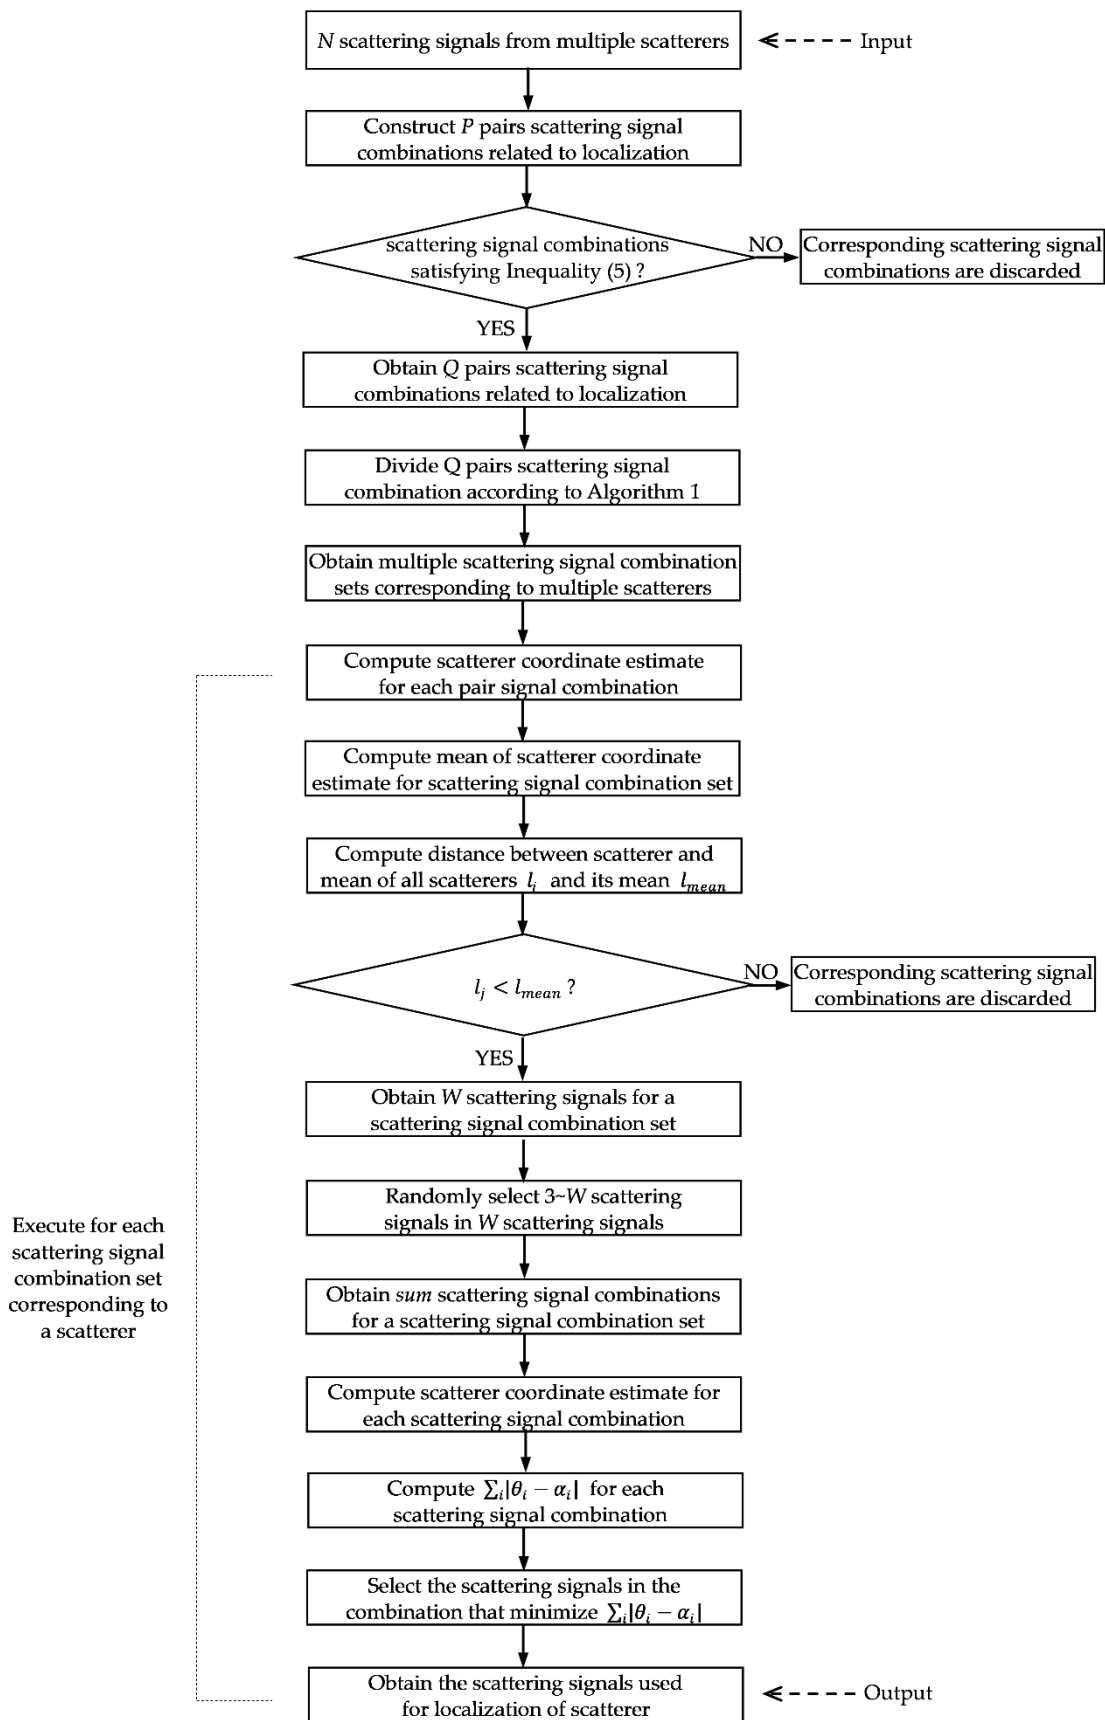 N scattering signals from multiple scatterers
Input
Construct P pairs scattering signal
combinations related to localization
scattering signal combinations
satisfying Inequality (5) ?
NO
Corresponding scattering signal
combinations are discarded
YES
Obtain Q pairs scattering signal
combinations related to localization
Divide Q pairs scattering signal
combination according to Algorithm 1
Obtain multiple scattering signal combination
sets corresponding to multiple scatterers
Compute scatterer coordinate estimate
for each pair signal combination
Compute mean of scatterer coordinate
estimate for scattering signal combination set
Compute distance between scatterer and
mean of all scatterers l_j and its mean l_mean
l_j < l_mean ?
NO
Corresponding scattering signal
combinations are discarded
YES
Obtain W scattering signals for a
scattering signal combination set
Randomly select 3~W scattering
signals in W scattering signals
Execute for each
scattering signal
combination set
corresponding to
a scatterer
Obtain sum scattering signal combinations
for a scattering signal combination set
Compute scatterer coordinate estimate for
each scattering signal combination
Compute ∑_i|θ_i − α_i| for each
scattering signal combination
Select the scattering signals in the
combination that minimize ∑_i|θ_i − α_i|
Obtain the scattering signals used
for localization of scatterer
Output